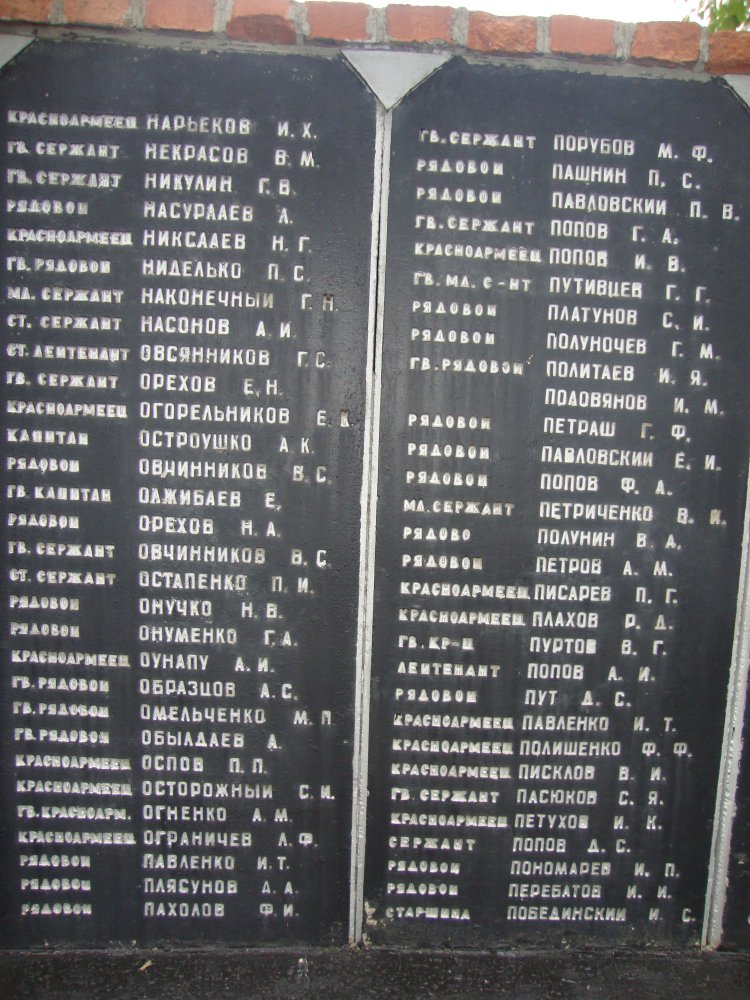 КРАСНОАРМЕЕЦ НАРЬЕКОВ И. Х.
ГВ. СЕРЖАНТ НЕКРАСОВ В. М.
ГВ. СЕРЖАНТ НИКУЛИН Г. В.
РЯДОВОЙ НАСУРЛАЕВ Л.
КРАСНОАРМЕЕЦ НИКСЛАЕВ Н. Г.
ГВ. РЯДОВОЙ НИДЕЛЬКО П. С.
МЛ. СЕРЖАНТ НАКОНЕЧНЫЙ Г. Н.
СТ. СЕРЖАНТ НАСОНОВ А. И.
СТ. ЛЕЙТЕНАНТ ОВСЯННИКОВ Г. С.
ГВ. СЕРЖАНТ ОРЕХОВ Е. Н.
КРАСНОАРМЕЕЦ ОГОРЕЛЬНИКОВ Е. К.
КАПИТАН ОСТРОУШКО А. К.
РЯДОВОЙ ОВЧИННИКОВ В. С.
ГВ. КАПИТАН ОЛЖИБАЕВ Е.
РЯДОВОЙ ОРЕХОВ Н. А.
ГВ. СЕРЖАНТ ОВЧИННИКОВ В. С.
СТ. СЕРЖАНТ ОСТАПЕНКО П. И.
РЯДОВОЙ ОНУЧКО Н. В.
РЯДОВОЙ ОНУМЕНКО Г. А.
КРАСНОАРМЕЕЦ ОУНАПУ А. И.
ГВ. РЯДОВОЙ ОБРАЗЦОВ А. С.
ГВ. РЯДОВОЙ ОМЕЛЬЧЕНКО М. П
ГВ. РЯДОВОЙ ОБЫЛДАЕВ А.
КРАСНОАРМЕЕЦ ОСПОВ П. П.
КРАСНОАРМЕЕЦ ОСТОРОЖНЫЙ С. И.
ГВ. КРАСНОАРМ. ОГНЕНКО А. М.
КРАСНОАРМЕЕЦ ОГРАНИЧЕВ Л. Ф.
РЯДОВОЙ ПАВЛЕНКО И. Т.
РЯДОВОЙ ПЛЯСУНОВ Д. А.
РЯДОВОЙ ПАХОЛОВ Ф. И.
ГВ. СЕРЖАНТ ПОРУБОВ М. Ф.
РЯДОВОЙ ПАШНИН П. С.
РЯДОВОЙ ПАВЛОВСКИЙ П. В.
ГВ. СЕРЖАНТ ПОПОВ Г. А.
КРАСНОАРМЕЕЦ ПОПОВ И. В.
ГВ. МЛ. С-НТ ПУТИВЦЕВ Г. Г.
РЯДОВОЙ ПЛАТУНОВ С. И.
РЯДОВОЙ ПОЛУНОЧЕВ Г. М.
ГВ. РЯДОВОЙ ПОЛИТАЕВ И. Я.
ПОДОВЯНОВ И. М.
РЯДОВОЙ ПЕТРАШ Г. Ф.
РЯДОВОЙ ПАВЛОВСКИЙ Е. И.
РЯДОВОЙ ПОПОВ Ф. А.
МЛ. СЕРЖАНТ ПЕТРИЧЕНКО В. И.
РЯДОВО ПОЛУНИН В. А.
РЯДОВОЙ ПЕТРОВ А. М.
КРАСНОАРМЕЕЦ ПИСАРЕВ П. Г.
КРАСНОАРМЕЕЦ ПЛАХОВ Р. Д.
ГВ. КР-Ц ПУРТОВ В. Г.
ЛЕЙТЕНАНТ ПОПОВ А. И.
РЯДОВОЙ ПУТ Д. С.
КРАСНОАРМЕЕЦ ПАВЛЕНКО И. Т.
КРАСНОАРМЕЕЦ ПОЛИШЕНКО Ф. Ф.
КРАСНОАРМЕЕЦ ПИСКЛОВ В. И.
ГВ. СЕРЖАНТ ПАСЮКОВ С. Я.
КРАСНОАРМЕЕЦ ПЕТУХОВ И. К.
СЕРЖАНТ ПОПОВ Д. С.
РЯДОВОЙ ПОНОМАРЕВ И. П.
РЯДОВОЙ ПЕРЕБАТОВ И. И.
СТАРШИНА ПОБЕДИНСКИЙ И. С.